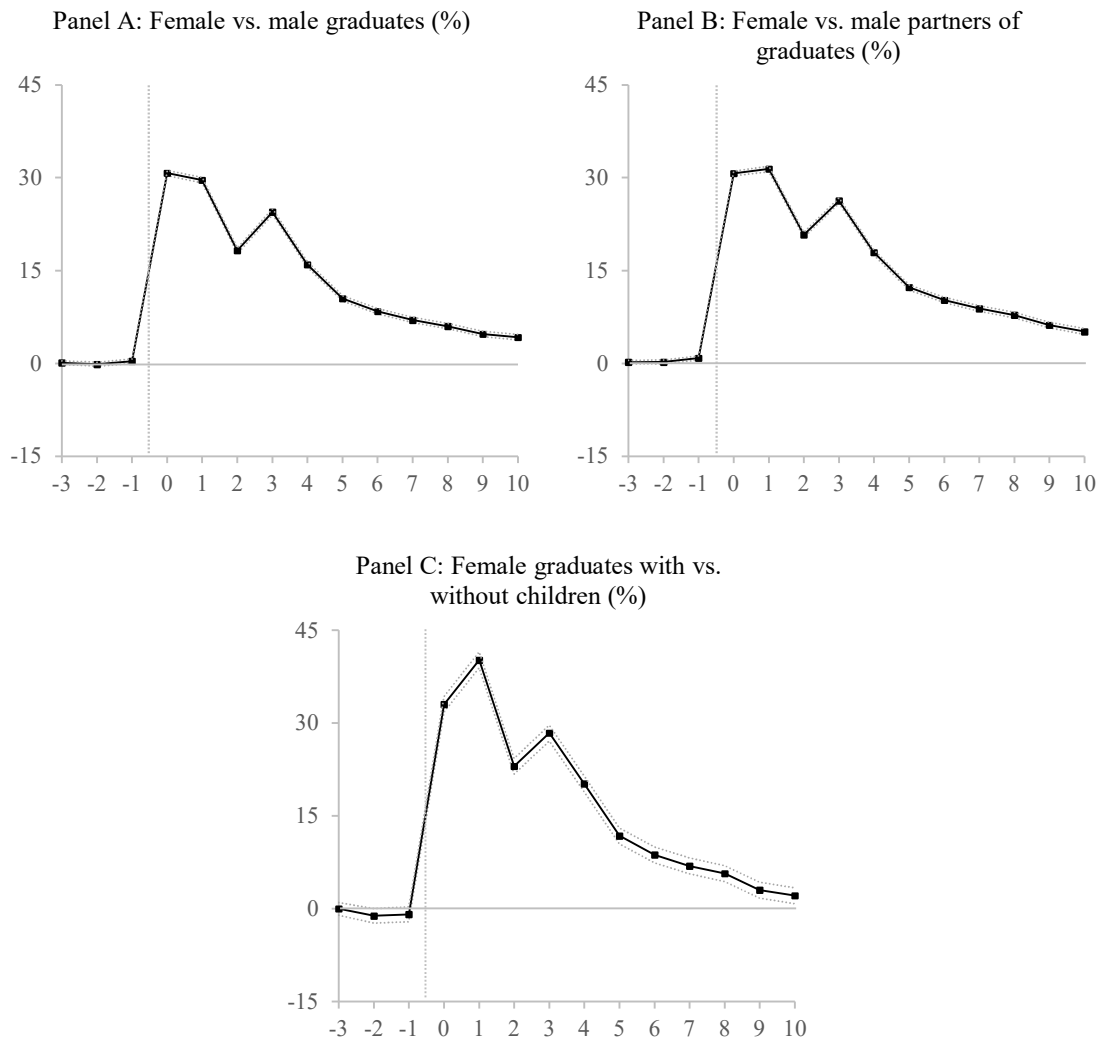 Panel A: Female vs. male graduates (%)
45
30
15
0
-15
-3 -2 -1 0 1 2 3 4 5 6 7 8 9 10
Panel B: Female vs. male partners of
graduates (%)
45
30
15
0
-15
-3 -2 -1 0 1 2 3 4 5 6 7 8 9 10
Panel C: Female graduates with vs.
without children (%)
45
30
15
0
-15
-3 -2 -1 0 1 2 3 4 5 6 7 8 9 10